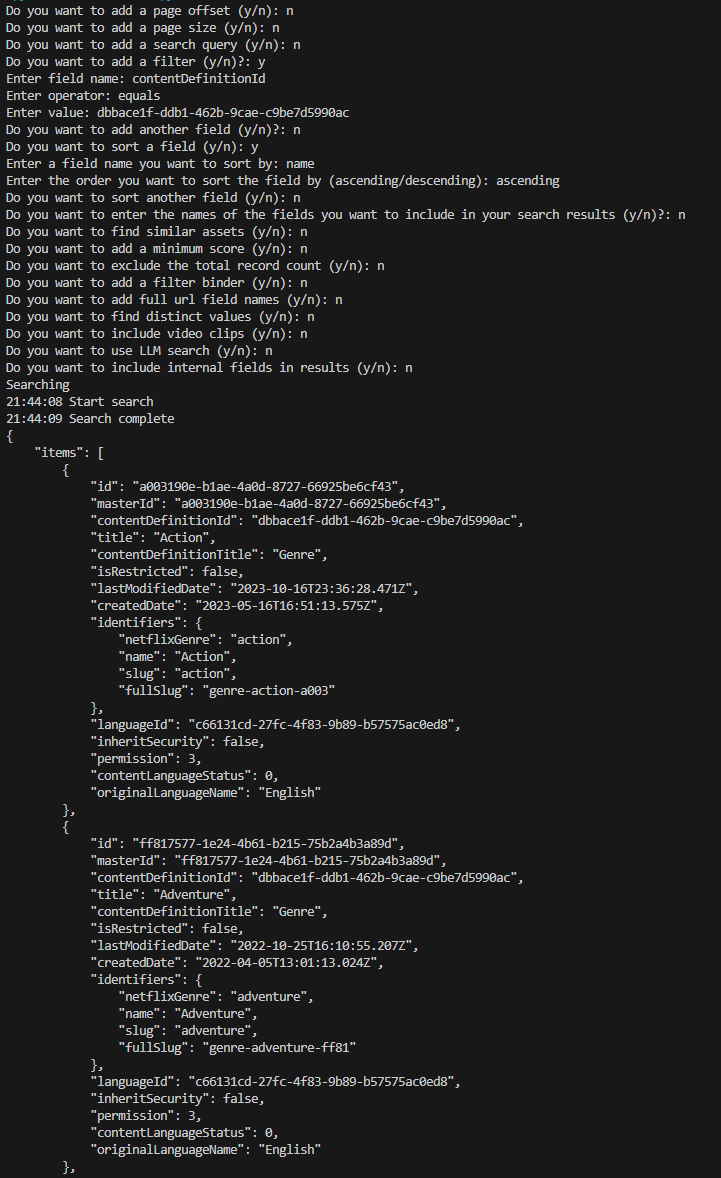 Do you want to add a page offset (y/n): n
Do you want to add a page size (y/n): n
Do you want to add a search query (y/n): n
Do you want to add a filter (y/n)?: y
Enter field name: contentDefinitionId
Enter operator: equals
Enter value: dbbace1f-ddb1-462b-9cae-c9be7d5990ac
Do you want to add another field (y/n)?: n
Do you want to sort a field (y/n): y
Enter a field name you want to sort by: name
Enter the order you want to sort the field by (ascending/descending): ascending
Do you want to sort another field (y/n): n
Do you want to enter the names of the fields you want to include in your search results (y/n)?: n
Do you want to find similar assets (y/n): n
Do you want to add a minimum score (y/n): n
Do you want to exclude the total record count (y/n): n
Do you want to add a filter binder (y/n): n
Do you want to add full url field names (y/n): n
Do you want to find distinct values (y/n): n
Do you want to include video clips (y/n): n
Do you want to use LLM search (y/n): n
Do you want to include internal fields in results (y/n): n
Searching
21:44:08 Start search
21:44:09 Search complete
{
    "items": [
        {
            "id": "a003190e-b1ae-4a0d-8727-66925be6cf43",
            "masterId": "a003190e-b1ae-4a0d-8727-66925be6cf43",
            "contentDefinitionId": "dbbace1f-ddb1-462b-9cae-c9be7d5990ac",
            "title": "Action",
            "contentDefinitionTitle": "Genre",
            "isRestricted": false,
            "lastModifiedDate": "2023-10-16T23:36:28.471Z",
            "createdDate": "2023-05-16T16:51:13.575Z",
            "identifiers": {
                "netflixGenre": "action",
                "name": "Action",
                "slug": "action",
                "fullSlug": "genre-action-a003"
            },
            "languageId": "c66131cd-27fc-4f83-9b89-b57575ac0ed8",
            "inheritSecurity": false,
            "permission": 3,
            "contentLanguageStatus": 0,
            "originalLanguageName": "English"
        },
        {
            "id": "ff817577-1e24-4b61-b215-75b2a4b3a89d",
            "masterId": "ff817577-1e24-4b61-b215-75b2a4b3a89d",
            "contentDefinitionId": "dbbace1f-ddb1-462b-9cae-c9be7d5990ac",
            "title": "Adventure",
            "contentDefinitionTitle": "Genre",
            "isRestricted": false,
            "lastModifiedDate": "2022-10-25T16:10:55.207Z",
            "createdDate": "2022-04-05T13:01:13.024Z",
            "identifiers": {
                "netflixGenre": "adventure",
                "name": "Adventure",
                "slug": "adventure",
                "fullSlug": "genre-adventure-ff81"
            },
            "languageId": "c66131cd-27fc-4f83-9b89-b57575ac0ed8",
            "inheritSecurity": false,
            "permission": 3,
            "contentLanguageStatus": 0,
            "originalLanguageName": "English"
        },